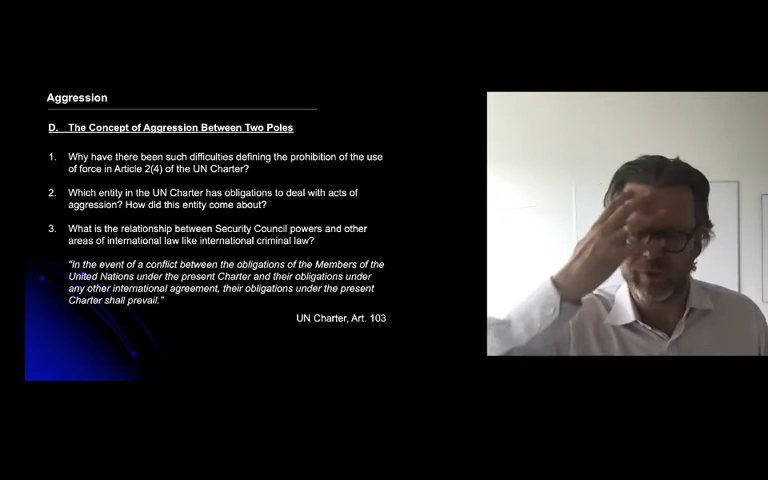 Aggression
D. The Concept of Aggression Between Two Poles
1. Why have there been such difficulties defining the prohibition of the use
of force in Article 2(4) of the UN Charter?
2. Which entity in the UN Charter has obligations to deal with acts of
aggression? How did this entity come about?
3. What is the relationship between Security Council powers and other
areas of international law like international criminal law?
"In the event of a conflict between the obligations of the Members of the
United Nations under the present Charter and their obligations under
any other international agreement, their obligations under the present
Charter shall prevail."
UN Charter, Art. 103